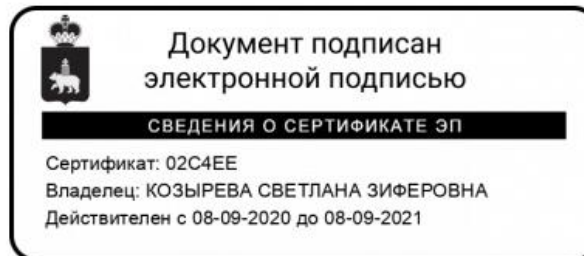 Документ подписан
электронной подписью
СВЕДЕНИЯ О СЕРТИФИКАТЕ ЭП
Сертификат: 02C4EE
Владелец: КОЗЫРЕВА СВЕТЛАНА ЗИФЕРОВНА
Действителен с 08-09-2020 до 08-09-2021